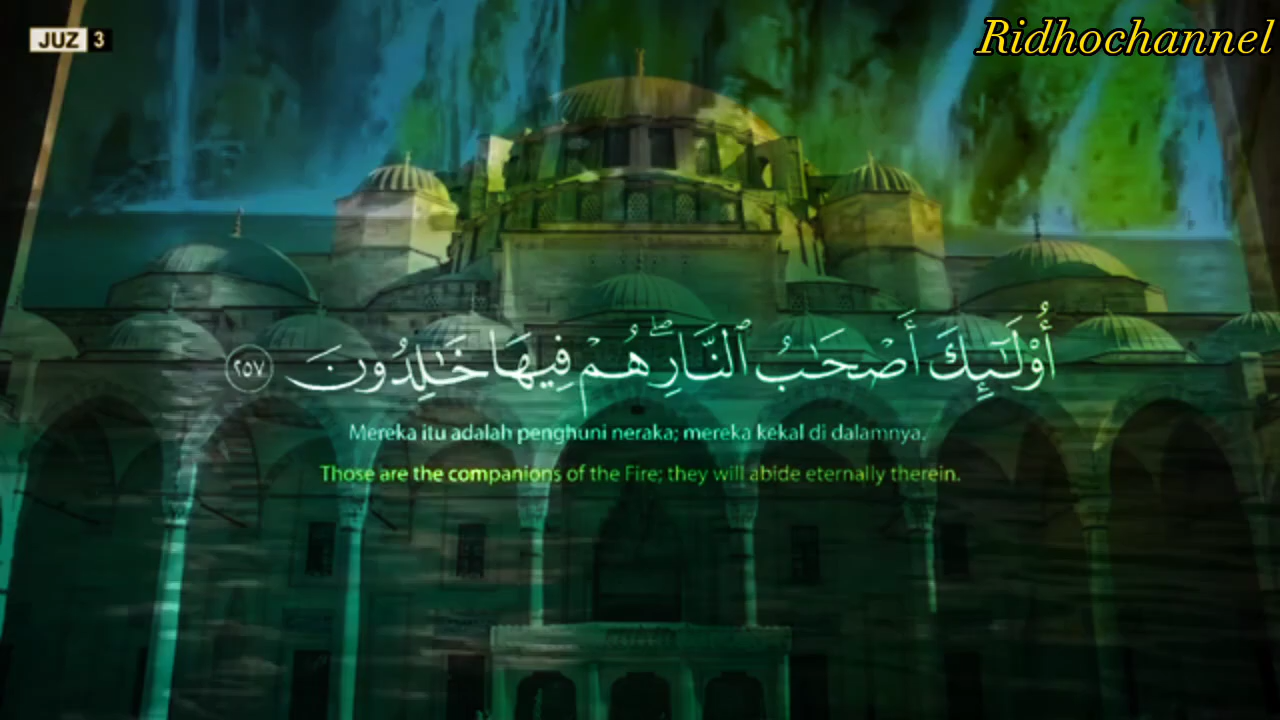 JUZ 3
Ridhochannel
أُوْلَـٰٓئِكَ أَصْحَـٰبُ ٱلنَّارِۖ هُمْ فِيهَا خَـٰلِدُونَ ٢٥٧
Mereka itu adalah penghuni neraka; mereka kekal di dalamnya.
Those are the companions of the Fire; they will abide eternally therein.